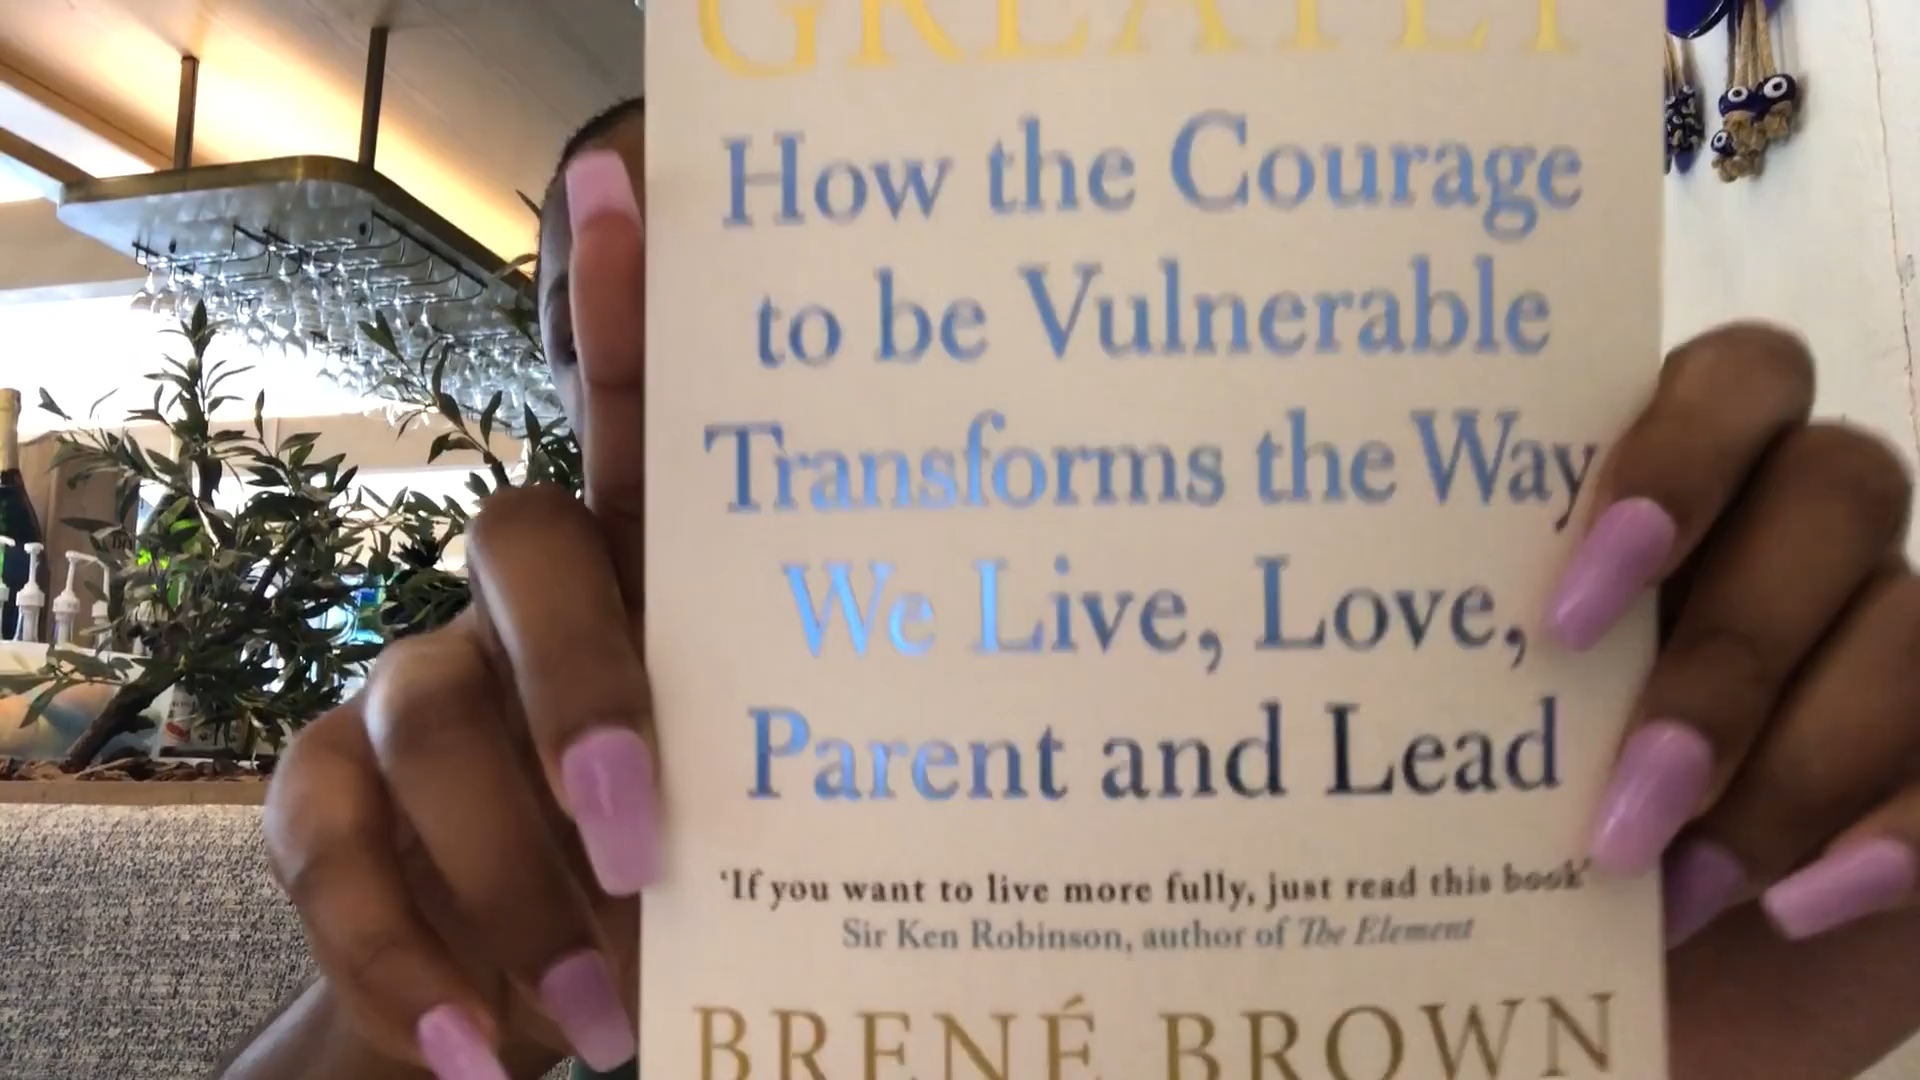 GREATLY
How the Courage
to be Vulnerable
Transforms the Way
We Live, Love,
Parent and Lead
‘If you want to live more fully, just read this book’
Sir Ken Robinson, author of The Element
BRENÉ BROWN